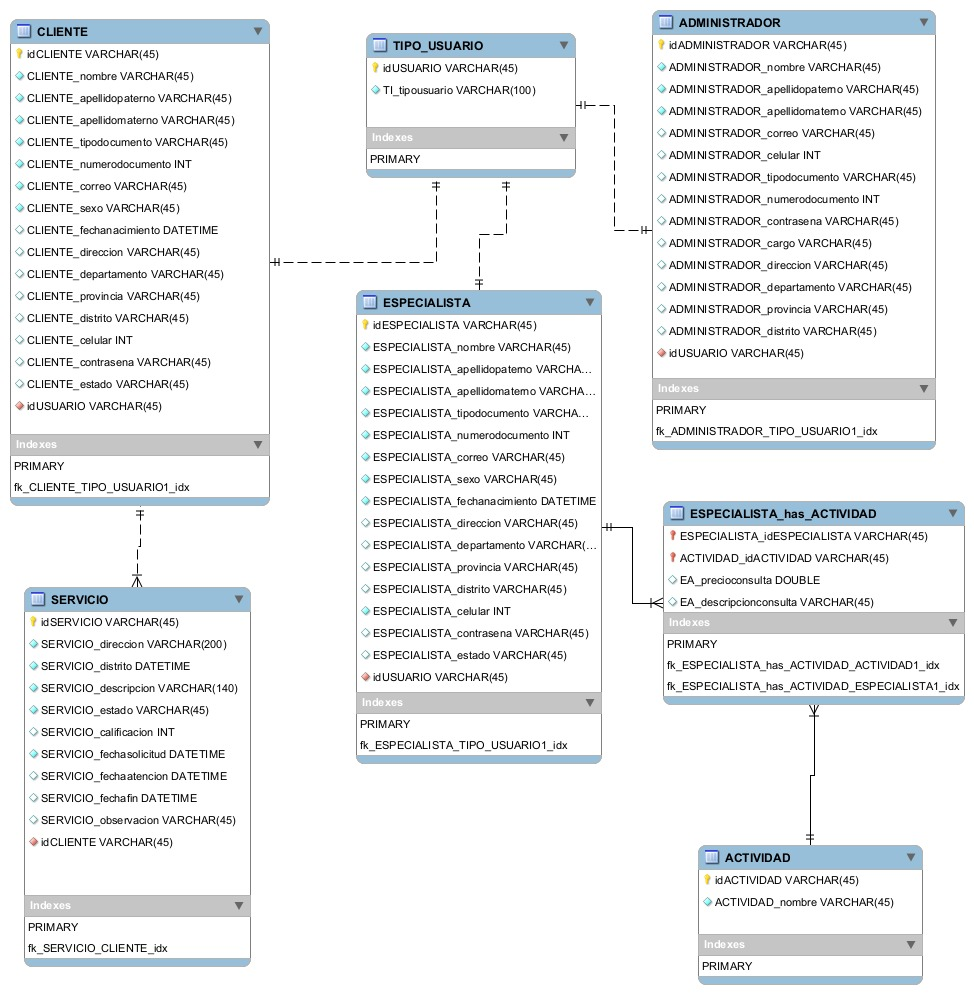 CLIENTE
idCLIENTE VARCHAR(45)
CLIENTE_nombre VARCHAR(45)
CLIENTE_apellidopaterno VARCHAR(45)
CLIENTE_apellidomaterno VARCHAR(45)
CLIENTE_tipodocumento VARCHAR(45)
CLIENTE_numerodocumento INT
CLIENTE_correo VARCHAR(45)
CLIENTE_sexo VARCHAR(45)
CLIENTE_fechanacimiento DATETIME
CLIENTE_direccion VARCHAR(45)
CLIENTE_departamento VARCHAR(45)
CLIENTE_provincia VARCHAR(45)
CLIENTE_distrito VARCHAR(45)
CLIENTE_celular INT
CLIENTE_contrasena VARCHAR(45)
CLIENTE_estado VARCHAR(45)
idUSUARIO VARCHAR(45)
Indexes
PRIMARY
fk_CLIENTE_TIPO_USUARIO1_idx
TIPO_USUARIO
idUSUARIO VARCHAR(45)
TI_tipousuario VARCHAR(100)
Indexes
PRIMARY
ADMINISTRADOR
idADMINISTRADOR VARCHAR(45)
ADMINISTRADOR_nombre VARCHAR(45)
ADMINISTRADOR_apellidopaterno VARCHAR(45)
ADMINISTRADOR_apellidomaterno VARCHAR(45)
ADMINISTRADOR_correo VARCHAR(45)
ADMINISTRADOR_celular INT
ADMINISTRADOR_tipodocumento VARCHAR(45)
ADMINISTRADOR_numerodocumento INT
ADMINISTRADOR_contrasena VARCHAR(45)
ADMINISTRADOR_cargo VARCHAR(45)
ADMINISTRADOR_direccion VARCHAR(45)
ADMINISTRADOR_departamento VARCHAR(45)
ADMINISTRADOR_provincia VARCHAR(45)
ADMINISTRADOR_distrito VARCHAR(45)
idUSUARIO VARCHAR(45)
Indexes
PRIMARY
fk_ADMINISTRADOR_TIPO_USUARIO1_idx
ESPECIALISTA
idESPECIALISTA VARCHAR(45)
ESPECIALISTA_nombre VARCHAR(45)
ESPECIALISTA_apellidopaterno VARCHA...
ESPECIALISTA_apellidomaterno VARCHA...
ESPECIALISTA_tipodocumento VARCHA...
ESPECIALISTA_numerodocumento INT
ESPECIALISTA_correo VARCHAR(45)
ESPECIALISTA_sexo VARCHAR(45)
ESPECIALISTA_fechanacimiento DATETIME
ESPECIALISTA_direccion VARCHAR(45)
ESPECIALISTA_departamento VARCHAR(...
ESPECIALISTA_provincia VARCHAR(45)
ESPECIALISTA_distrito VARCHAR(45)
ESPECIALISTA_celular INT
ESPECIALISTA_contrasena VARCHAR(45)
ESPECIALISTA_estado VARCHAR(45)
idUSUARIO VARCHAR(45)
Indexes
PRIMARY
fk_ESPECIALISTA_TIPO_USUARIO1_idx
ESPECIALISTA_has_ACTIVIDAD
ESPECIALISTA_idESPECIALISTA VARCHAR(45)
ACTIVIDAD_idACTIVIDAD VARCHAR(45)
EA_precioconsulta DOUBLE
EA_descripcionconsulta VARCHAR(45)
Indexes
PRIMARY
fk_ESPECIALISTA_has_ACTIVIDAD_ACTIVIDAD1_idx
fk_ESPECIALISTA_has_ACTIVIDAD_ESPECIALISTA1_idx
SERVICIO
idSERVICIO VARCHAR(45)
SERVICIO_direccion VARCHAR(200)
SERVICIO_distrito DATETIME
SERVICIO_descripcion VARCHAR(140)
SERVICIO_estado VARCHAR(45)
SERVICIO_calificacion INT
SERVICIO_fechasolicitud DATETIME
SERVICIO_fechaatencion DATETIME
SERVICIO_fechafin DATETIME
SERVICIO_observacion VARCHAR(45)
idCLIENTE VARCHAR(45)
Indexes
PRIMARY
fk_SERVICIO_CLIENTE_idx
ACTIVIDAD
idACTIVIDAD VARCHAR(45)
ACTIVIDAD_nombre VARCHAR(45)
Indexes
PRIMARY